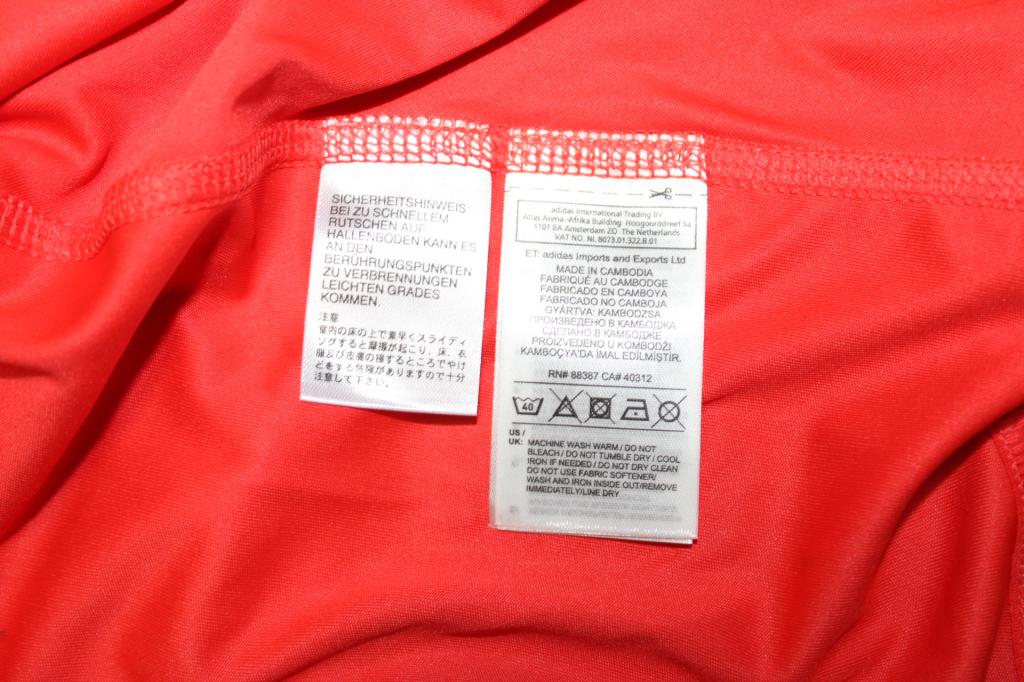 SICHERHEITSHINWEIS:
BEI ZU SCHNELLEM
RUTSCHEN AUF
HALLENBÖDEN KANN ES
AN DEN
BERÜHRUNGSPUNKTEN
ZU VERBRENNUNGEN
LEICHTEN GRADES
KOMMEN.
注意
室内の床の上で素早くスライディ
ングすると摩擦が起こり、床、衣
服及び皮膚の接するところでやけ
どをする危険がありますので十分
注意して下さい。
adidas International Trading BV
Atlas Arena-Afrika Building Hoogoorddreef 9a
1101 BA Amsterdam ZO The Netherlands
VAT NO. NL 8073.01.322.B.01
ET: adidas Imports and Exports Ltd
MADE IN CAMBODIA
FABRIQUÉ AU CAMBODGE
FABRICADO EN CAMBOYA
FABRICADO NO CAMBOJA
GYÁRTVA: KAMBODZSA
ПРОИЗВЕДЕНО В КАМБОДЖА
СДЕЛАНО В КАМБОДЖЕ
PROIZVEDENO U KOMBODŽI
KAMBOÇYA'DA İMAL EDİLMİŞTİR.
RN# 88387 CA# 40312
40
US /
UK: MACHINE WASH WARM / DO NOT
BLEACH / DO NOT TUMBLE DRY / COOL
IRON IF NEEDED / DO NOT DRY CLEAN
DO NOT USE FABRIC SOFTENER/
WASH AND IRON INSIDE OUT/REMOVE
IMMEDIATELY/LINE DRY